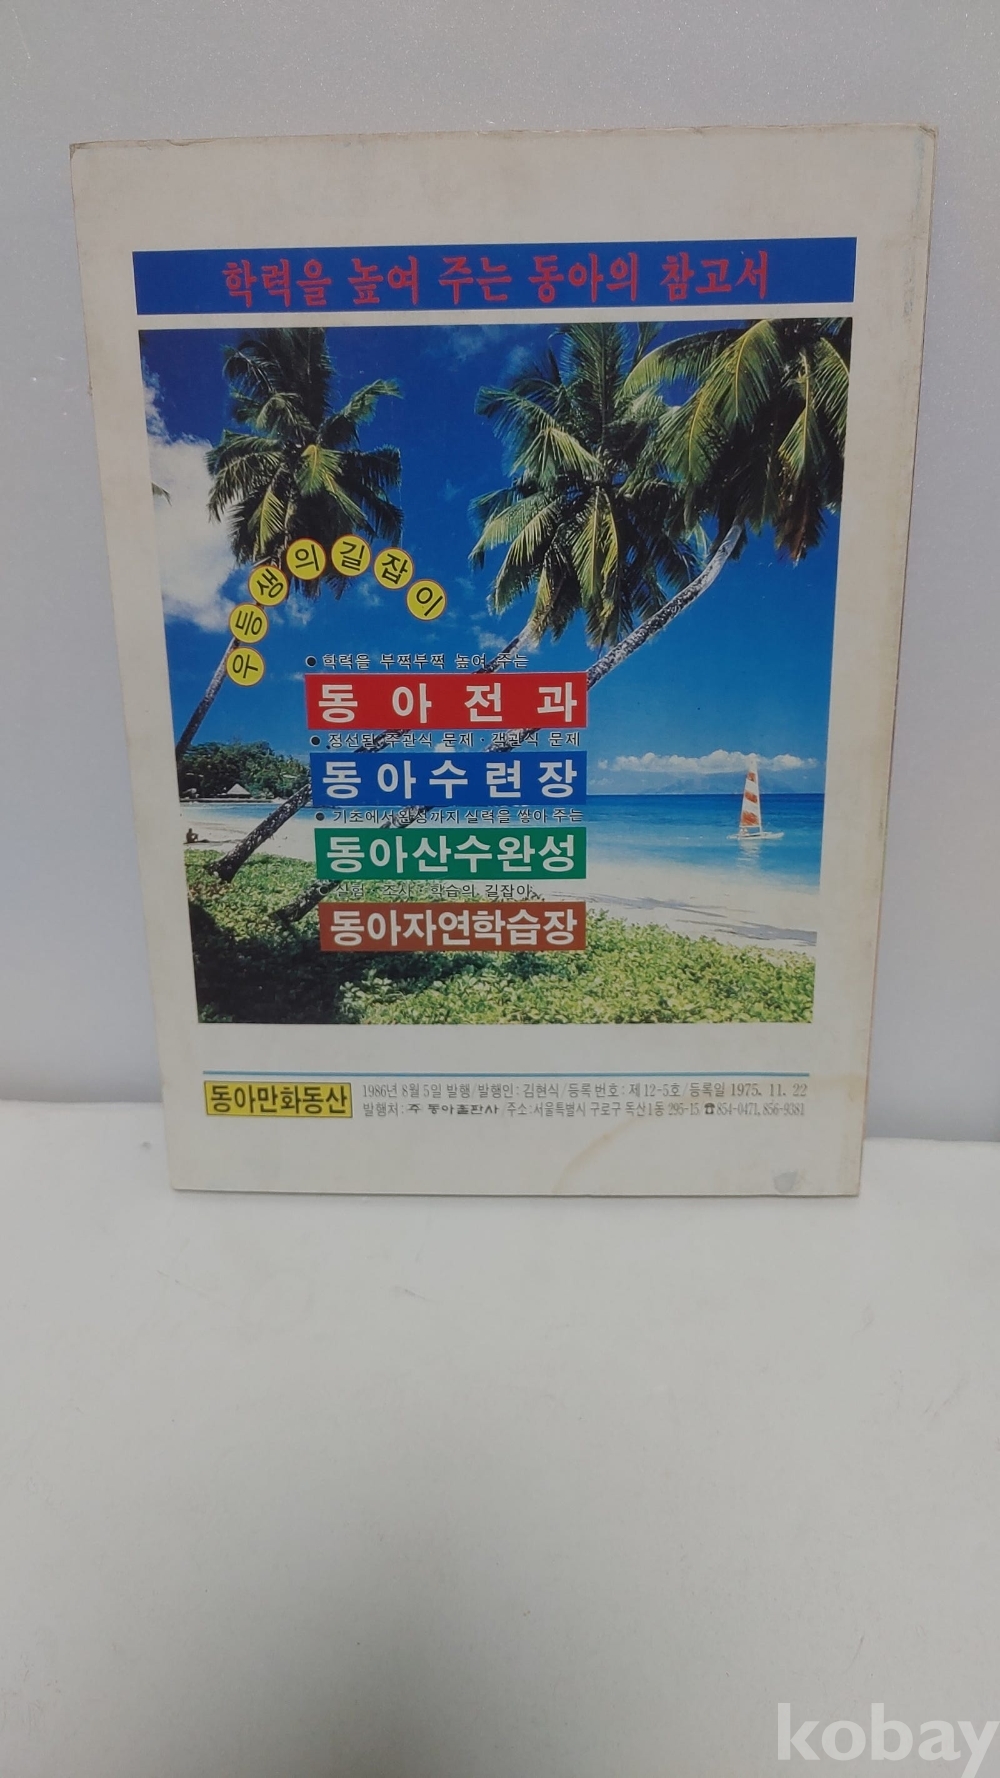 학력을 높여 주는 동아의 참고서
우등생의길잡이
● 학력을 부쩍부쩍 높여 주는
동아전과
● 정선된 주관식 문제·객관식 문제
동아수련장
● 기초에서완성까지 실력을 쌓아 주는
동아산수완성
● 실험·조사·학습의 길잡이
동아자연학습장
동아만화동산
1986년 8월 5일 발행/발행인:김현식/등록번호:제12-5호/등록일 1975. 11. 22
발행처:주 동아출판사/주소:서울특별시 구로구 독산1동 295-15/☎854-0471, 856-9381
kobay